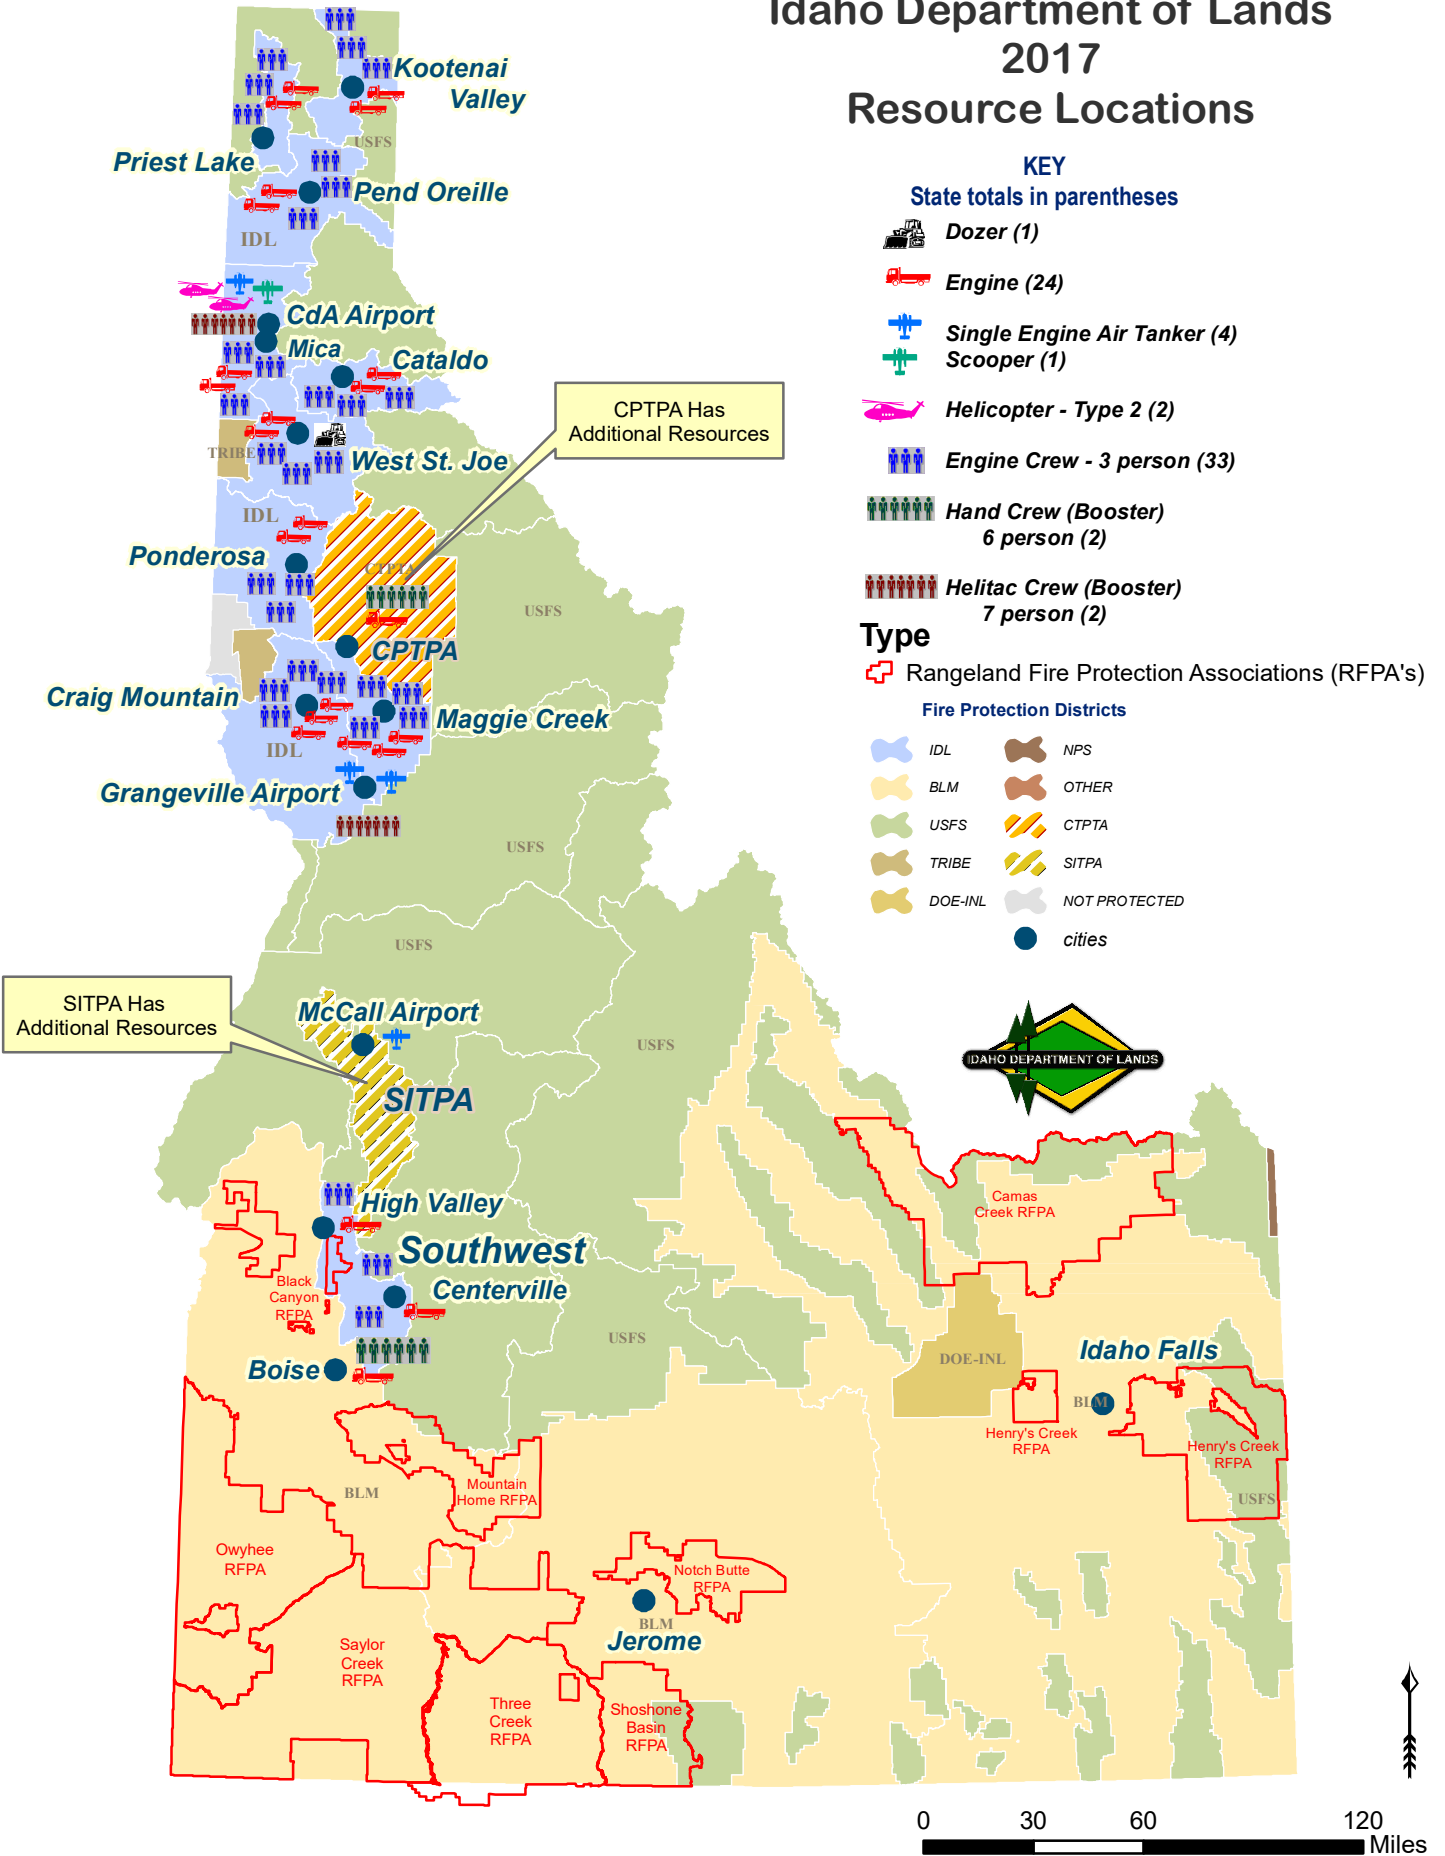 Idaho Department of Lands
2017
Resource Locations
KEY
State totals in parentheses
Dozer (1)
Engine (24)
Single Engine Air Tanker (4)
Scooper (1)
Helicopter - Type 2 (2)
Engine Crew - 3 person (33)
Hand Crew (Booster)
6 person (2)
Helitac Crew (Booster)
7 person (2)
Type
Rangeland Fire Protection Associations (RFPA's)
Fire Protection Districts
IDL
NPS
BLM
OTHER
USFS
CTPTA
TRIBE
SITPA
DOE-INL
NOT PROTECTED
cities
IDAHO DEPARTMENT OF LANDS
Kootenai
Valley
USFS
Priest Lake
Pend Oreille
IDL
CdA Airport
Mica
Cataldo
CPTPA Has
Additional Resources
TRIBE
West St. Joe
IDL
Ponderosa
CTPTA
USFS
CPTPA
Craig Mountain
Maggie Creek
IDL
Grangeville Airport
USFS
USFS
SITPA Has
Additional Resources
McCall Airport
USFS
SITPA
High Valley
Camas
Creek RFPA
Southwest
Black
Canyon
RFPA
Centerville
USFS
Boise
DOE-INL
Idaho Falls
BLM
Henry's Creek
RFPA
Henry's Creek
RFPA
USFS
Mountain
Home RFPA
BLM
Owyhee
RFPA
Notch Butte
RFPA
BLM
Jerome
Saylor
Creek
RFPA
Three
Creek
RFPA
Shoshone
Basin
RFPA
0 30 60 120
Miles